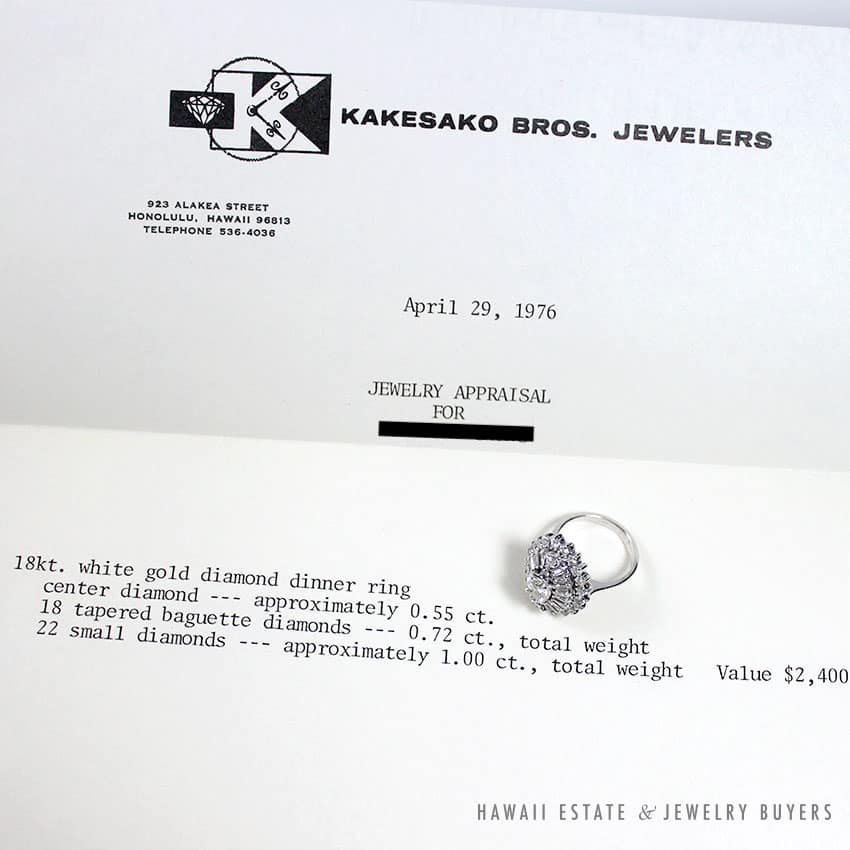 K
KAKESAKO BROS. JEWELERS
923 ALAKEA STREET
HONOLULU, HAWAII 96813
TELEPHONE 536-4036
April 29, 1976
JEWELRY APPRAISAL
FOR
18kt. white gold diamond dinner ring
center diamond --- approximately 0.55 ct.
18 tapered baguette diamonds --- 0.72 ct., total weight
22 small diamonds --- approximately 1.00 ct., total weight Value $2,400
HAWAII ESTATE & JEWELRY BUYERS